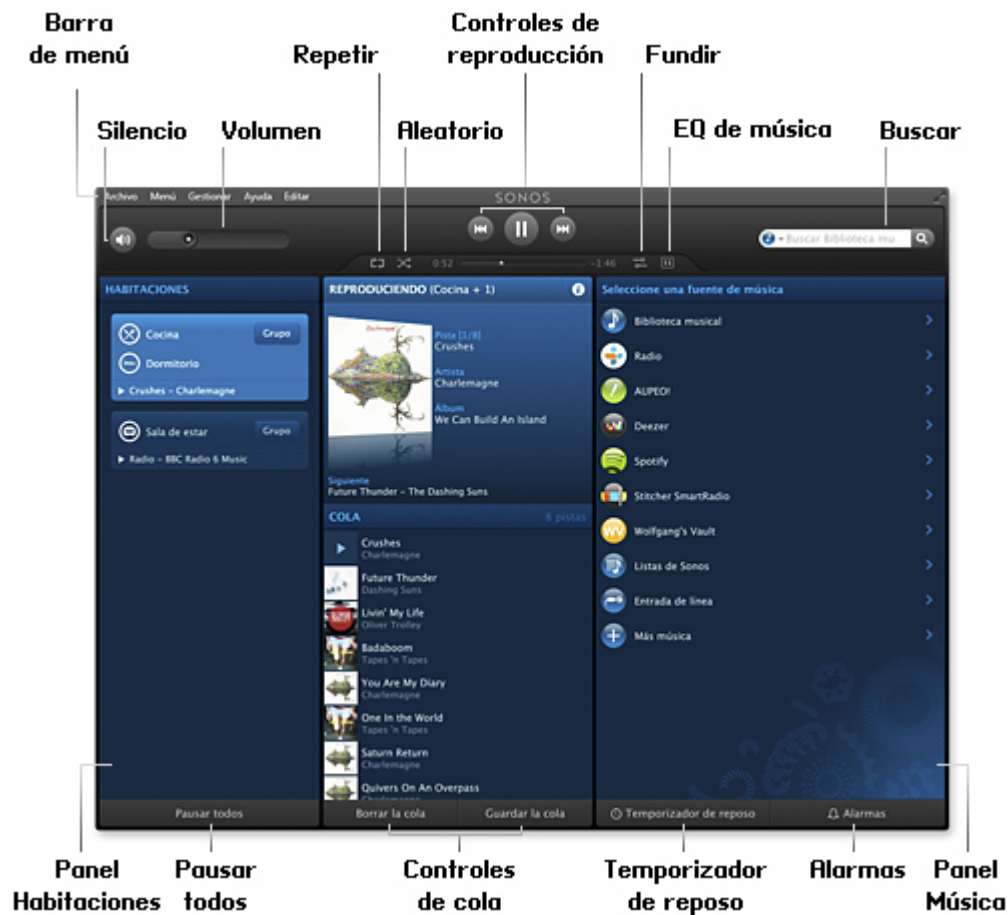 Barra
de menú
Controles de
reproducción
Repetir
Fundir
Silencio
Volumen
Aleatorio
EQ de música
Buscar
Archivo Menú Gestionar Ayuda Editar
SONOS
Buscar Biblioteca mu
0:52
-1:46
HABITACIONES
Cocina
Grupo
Dormitorio
Crushes - Charlemagne
Sala de estar
Grupo
Radio - BBC Radio 6 Music
REPRODUCIENDO (Cocina + 1)
Pista [1/8]
Crushes
Artista
Charlemagne
Álbum
We Can Build An Island
Siguiente
Future Thunder - The Dashing Suns
COLA
8 pistas
Crushes
Charlemagne
Future Thunder
Dashing Suns
Livin' My Life
Oliver Trolley
Badaboom
Tapes 'n Tapes
You Are My Diary
Charlemagne
One In the World
Tapes 'n Tapes
Saturn Return
Charlemagne
Quivers On An Overpass
Charlemagne
Seleccione una fuente de música
Biblioteca musical
Radio
AUPEO!
Deezer
Spotify
Stitcher SmartRadio
WV
Wolfgang's Vault
Listas de Sonos
Entrada de línea
Más música
Pausar todos
Borrar la cola
Guardar la cola
Temporizador de reposo
Alarmas
Panel
Habitaciones
Pausar
todos
Controles
de cola
Temporizador
de reposo
Alarmas
Panel
Música